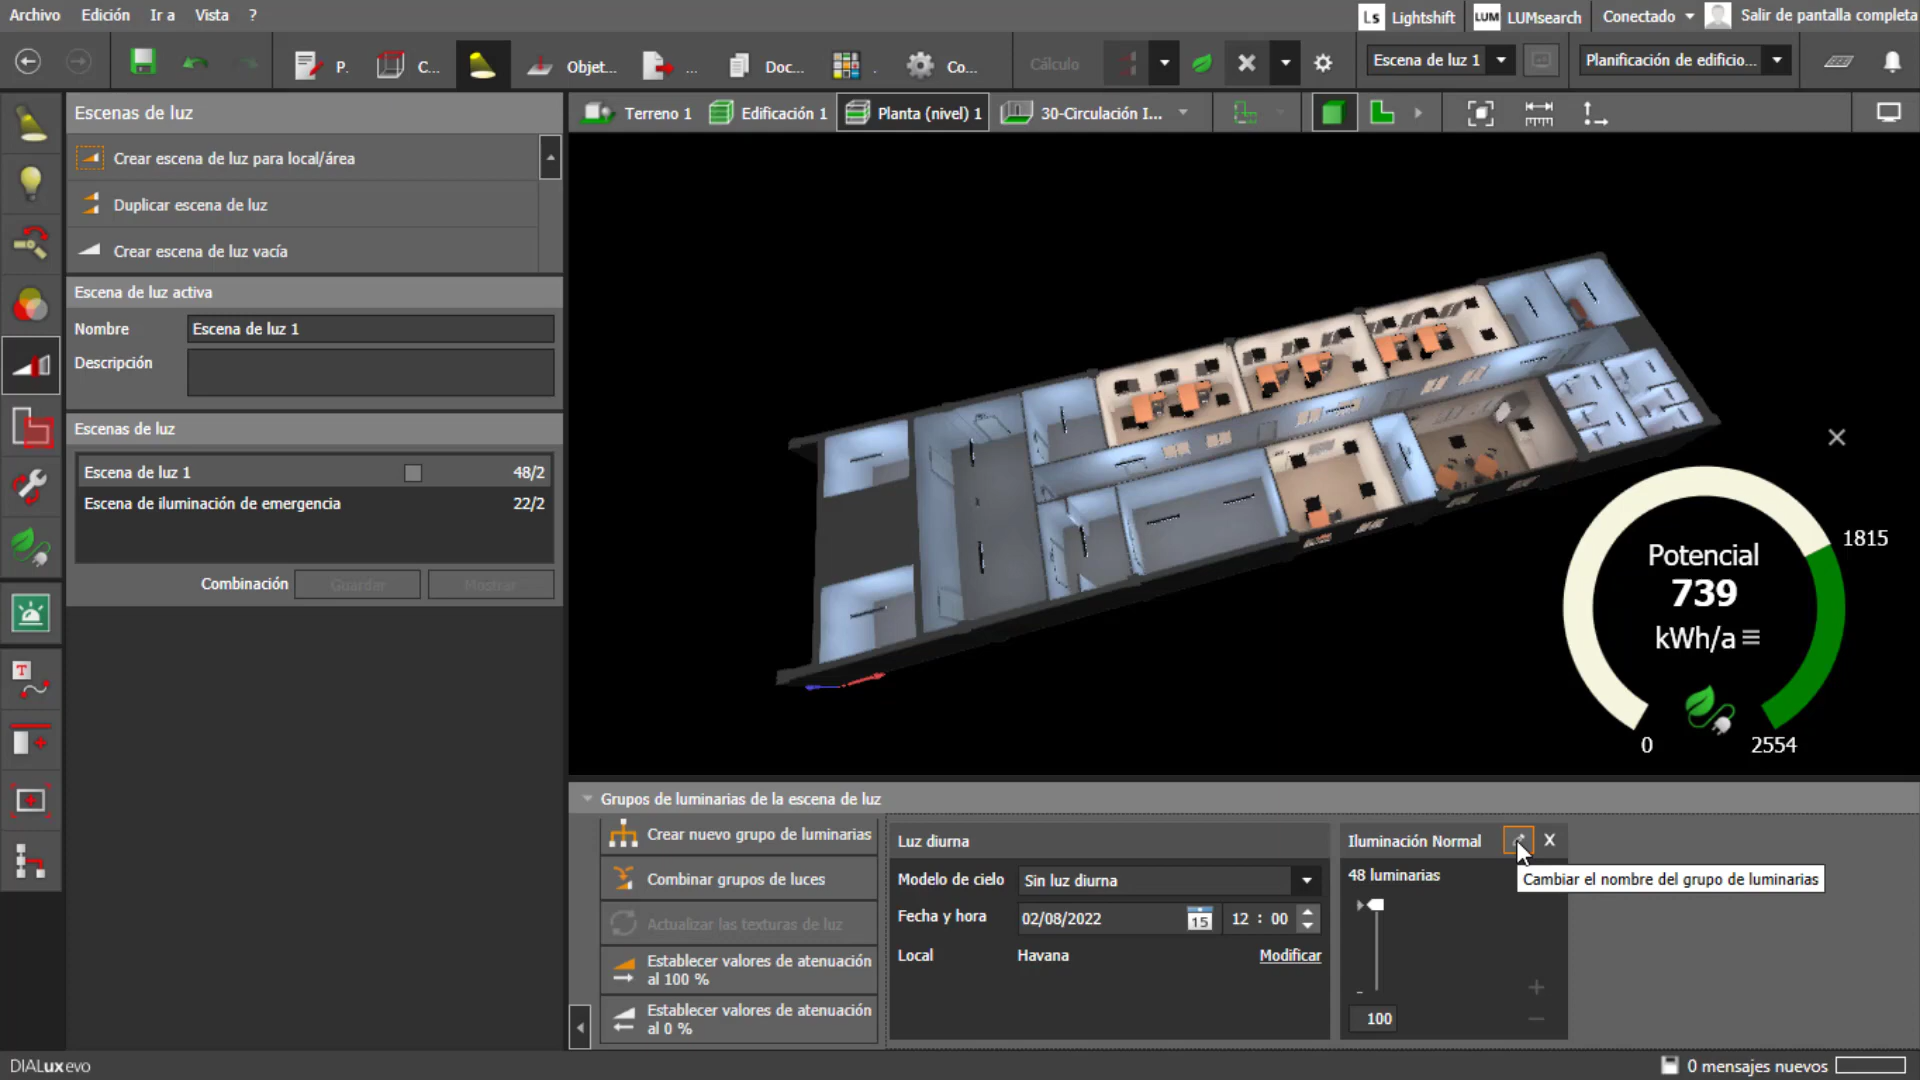 Archivo Edición Ir a Vista ?
Ls Lightshift LUM LUMsearch Conectado Salir de pantalla completa
P. C... Objet... ... Doc... . Co... Cálculo Escena de luz 1 Planificación de edificio...
Escenas de luz
Terreno 1 Edificación 1 Planta (nivel) 1 30-Circulación I...
Crear escena de luz para local/área
Duplicar escena de luz
Crear escena de luz vacía
Escena de luz activa
Nombre Escena de luz 1
Descripción
Escenas de luz
Escena de luz 1 48/2
Escena de iluminación de emergencia 22/2
Combinación Guardar Mostrar
1815
Potencial
739
kWh/a
0 2554
Grupos de luminarias de la escena de luz
Crear nuevo grupo de luminarias
Combinar grupos de luces
Actualizar las texturas de luz
Establecer valores de atenuación
al 100 %
Establecer valores de atenuación
al 0 %
Luz diurna
Modelo de cielo Sin luz diurna
Fecha y hora 02/08/2022 15 12 : 00
Local Havana Modificar
Iluminación Normal X
48 luminarias
Cambiar el nombre del grupo de luminarias
100
DIALux evo
0 mensajes nuevos